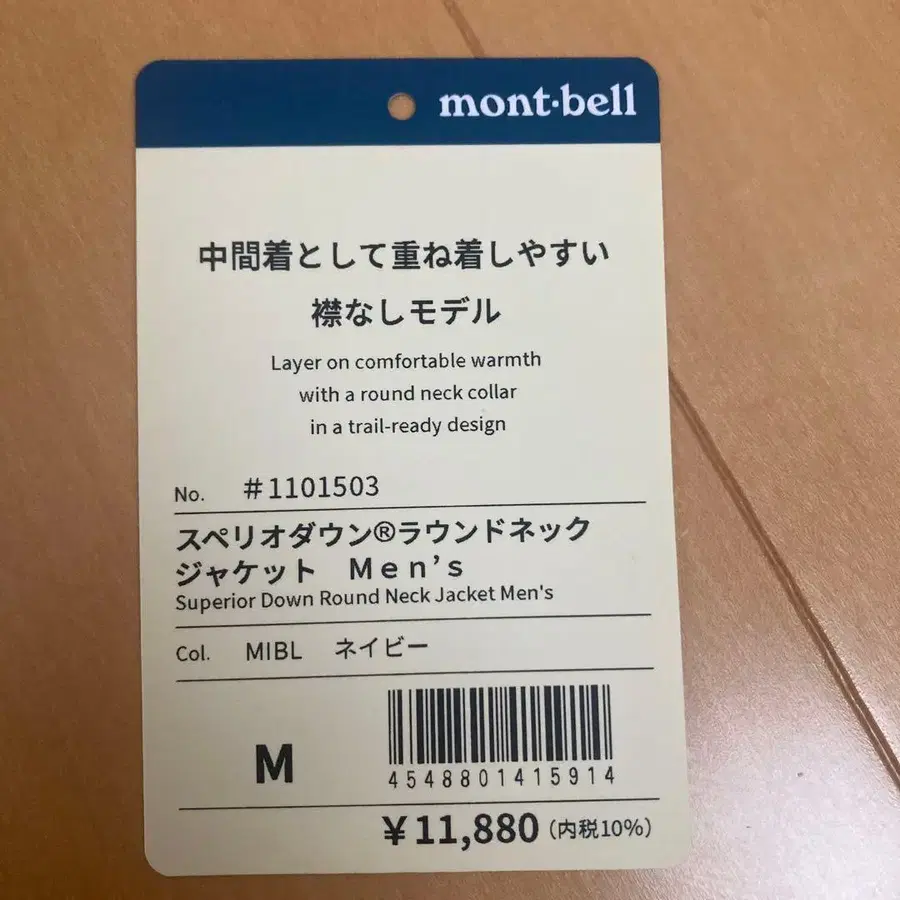 mont·bell
中間着として重ね着しやすい
襟なしモデル
Layer on comfortable warmth
with a round neck collar
in a trail-ready design
No. #1101503
スペリオダウン®ラウンドネック
ジャケット Ｍｅｎ’ｓ
Superior Down Round Neck Jacket Men's
Col. MIBL ネイビー
M
4548801415914
¥11,880 (内税10%)